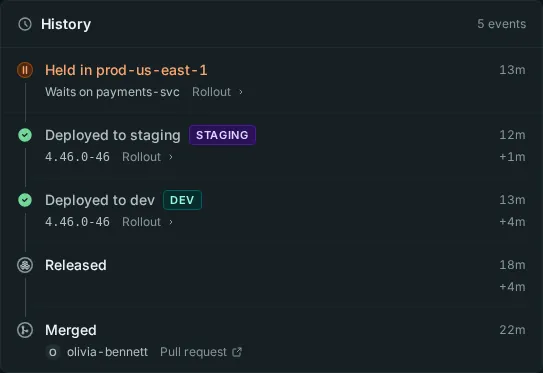 History 5 events
Held in prod-us-east-1 13m
Waits on payments-svc Rollout ›
Deployed to staging STAGING 12m
4.46.0-46 Rollout › +1m
Deployed to dev DEV 13m
4.46.0-46 Rollout › +4m
Released 18m
+4m
Merged 22m
O olivia-bennett Pull request